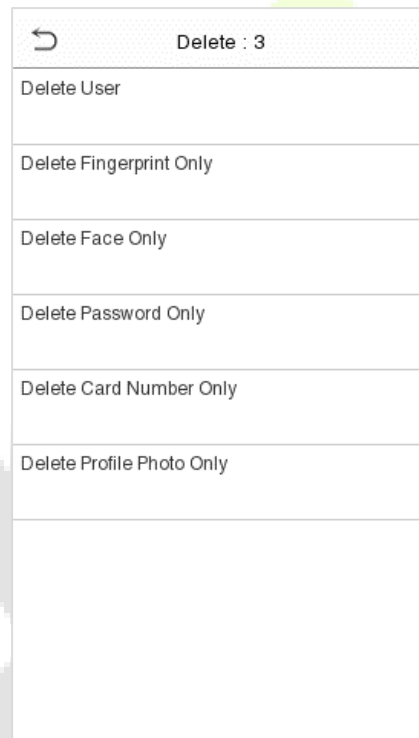 Delete : 3
Delete User
Delete Fingerprint Only
Delete Face Only
Delete Password Only
Delete Card Number Only
Delete Profile Photo Only